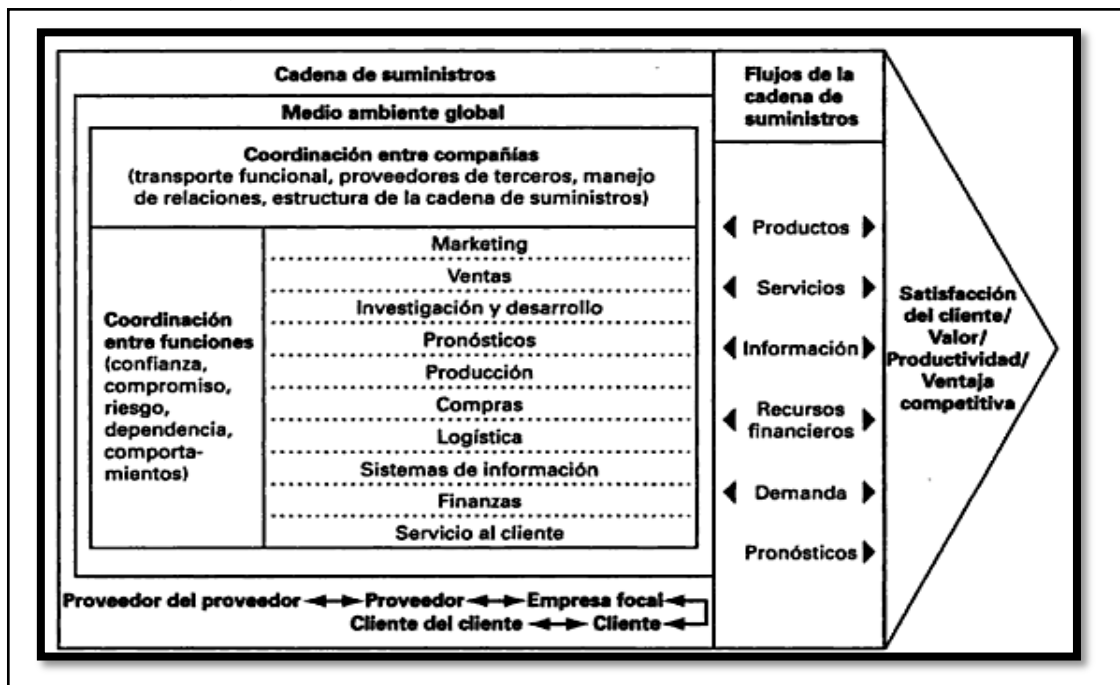 Cadena de suministros
Medio ambiente global
Coordinación entre compañías
(transporte funcional, proveedores de terceros, manejo
de relaciones, estructura de la cadena de suministros)
Coordinación
entre funciones
(confianza,
compromiso,
riesgo,
dependencia,
comporta-
mientos)
Marketing
Ventas
Investigación y desarrollo
Pronósticos
Producción
Compras
Logística
Sistemas de información
Finanzas
Servicio al cliente
Proveedor del proveedor Proveedor Empresa focal
Cliente del cliente Cliente
Flujos de la
cadena de
suministros
Productos
Servicios
Información
Recursos
financieros
Demanda
Pronósticos
Satisfacción
del cliente/
Valor/
Productividad/
Ventaja
competitiva